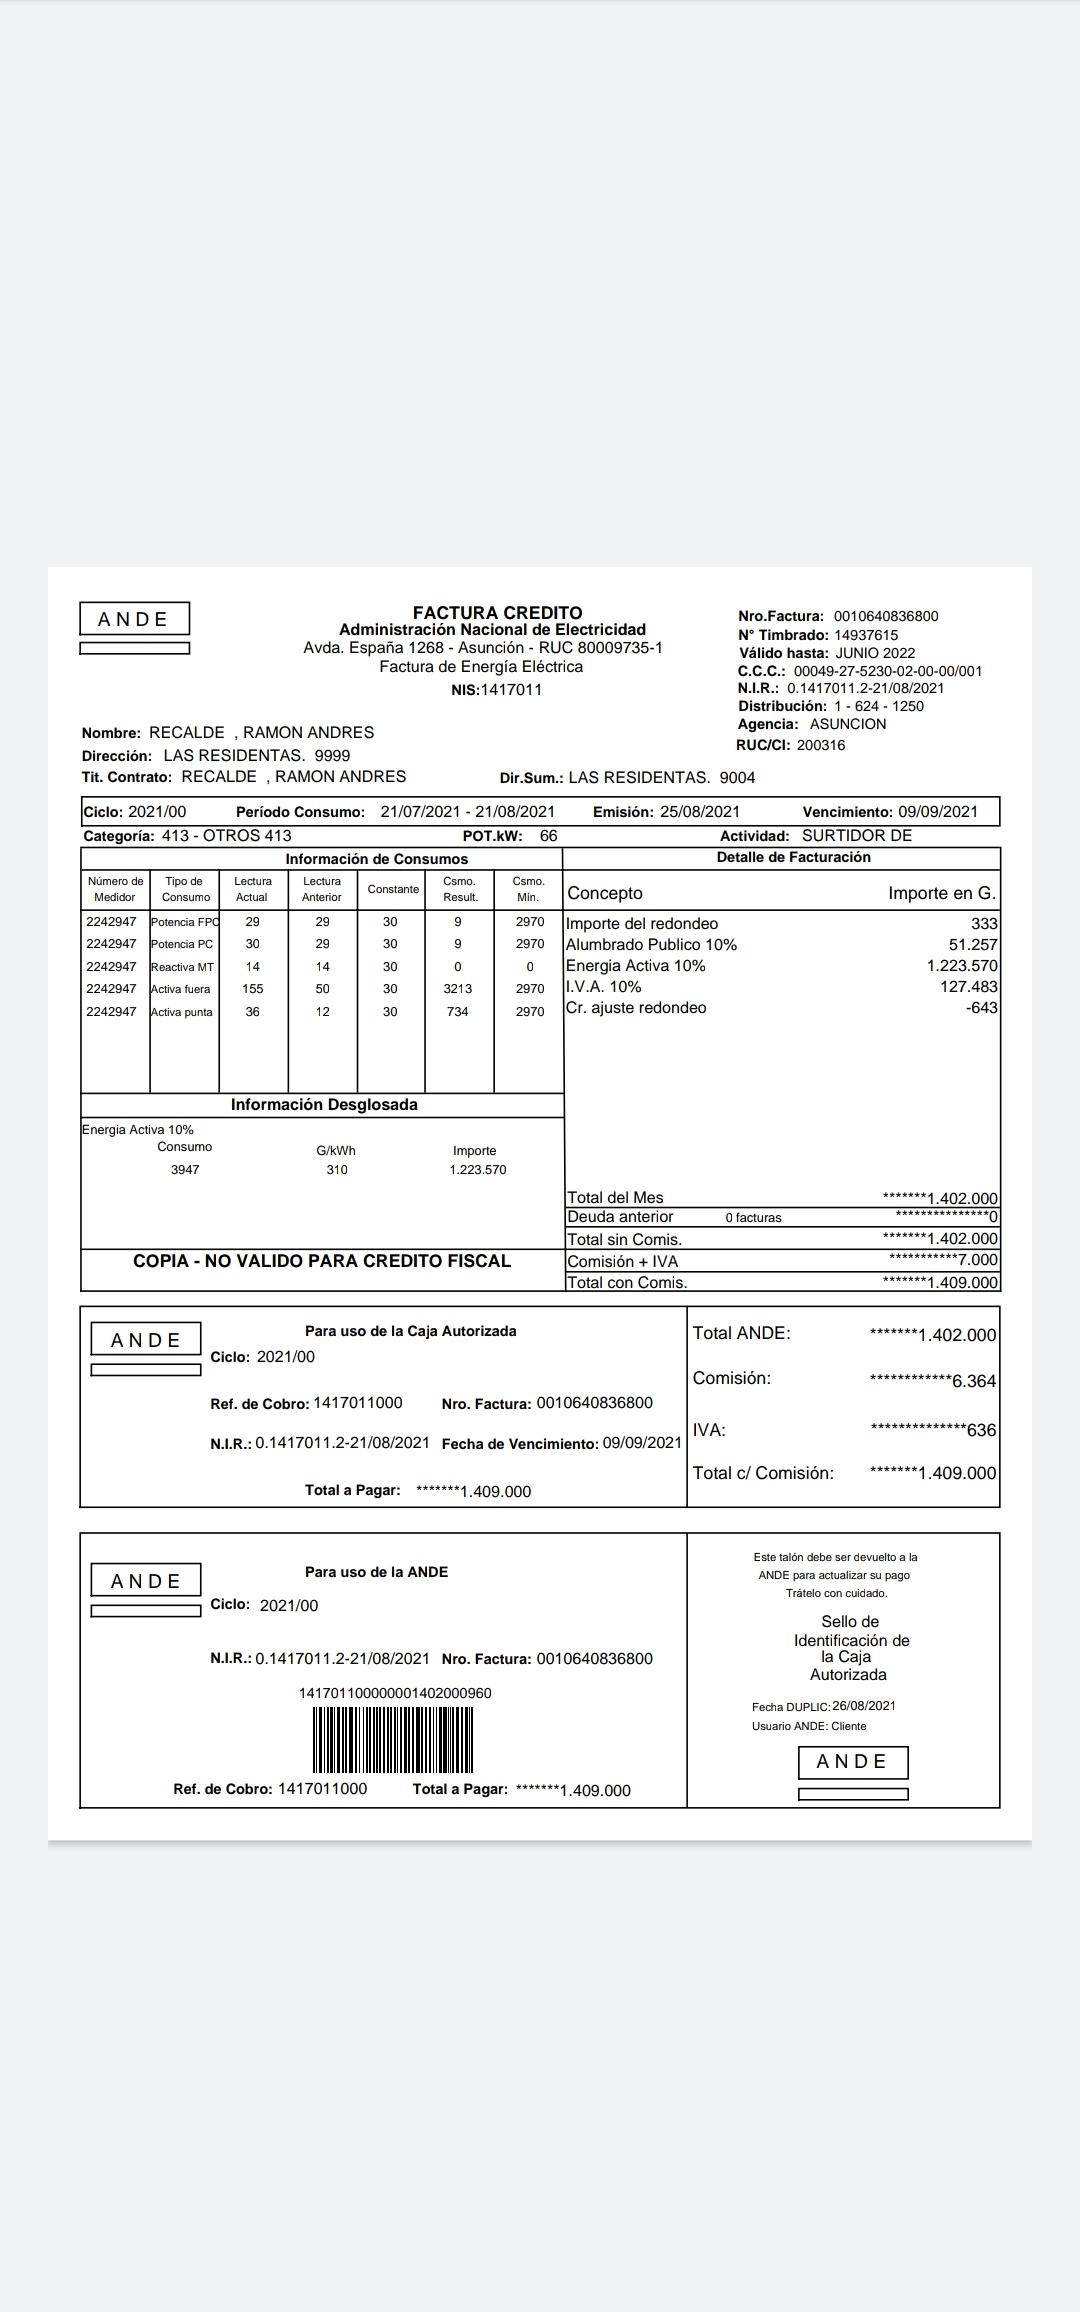 ANDE
FACTURA CREDITO
Administración Nacional de Electricidad
Avda. España 1268 - Asunción - RUC 80009735-1
Factura de Energía Eléctrica
NIS:1417011
Nro.Factura: 0010640836800
N° Timbrado: 14937615
Válido hasta: JUNIO 2022
C.C.C.: 00049-27-5230-02-00-00/001
N.I.R.: 0.1417011.2-21/08/2021
Distribución: 1 - 624 - 1250
Agencia: ASUNCION
RUC/CI: 200316
Nombre: RECALDE , RAMON ANDRES
Dirección: LAS RESIDENTAS. 9999
Tit. Contrato: RECALDE , RAMON ANDRES Dir.Sum.: LAS RESIDENTAS. 9004
Ciclo: 2021/00 Período Consumo: 21/07/2021 - 21/08/2021 Emisión: 25/08/2021 Vencimiento: 09/09/2021
Categoría: 413 - OTROS 413 POT.kW: 66 Actividad: SURTIDOR DE
Información de Consumos
Número de Medidor Tipo de Consumo Lectura Actual Lectura Anterior Constante Csmo. Result. Csmo. Mín.
2242947 Potencia FPC 29 29 30 9 2970
2242947 Potencia PC 30 29 30 9 2970
2242947 Reactiva MT 14 14 30 0 0
2242947 Activa fuera 155 50 30 3213 2970
2242947 Activa punta 36 12 30 734 2970
Información Desglosada
Energia Activa 10%
Consumo G/kWh Importe
3947 310 1.223.570
COPIA - NO VALIDO PARA CREDITO FISCAL
Detalle de Facturación
Concepto Importe en G.
Importe del redondeo 333
Alumbrado Publico 10% 51.257
Energia Activa 10% 1.223.570
I.V.A. 10% 127.483
Cr. ajuste redondeo -643
Total del Mes *******1.402.000
Deuda anterior 0 facturas ***************0
Total sin Comis. *******1.402.000
Comisión + IVA ***********7.000
Total con Comis. *******1.409.000
ANDE
Para uso de la Caja Autorizada
Ciclo: 2021/00
Ref. de Cobro: 1417011000 Nro. Factura: 0010640836800
N.I.R.: 0.1417011.2-21/08/2021 Fecha de Vencimiento: 09/09/2021
Total a Pagar: *******1.409.000
Total ANDE: *******1.402.000
Comisión: ************6.364
IVA: **************636
Total c/ Comisión: *******1.409.000
ANDE
Para uso de la ANDE
Ciclo: 2021/00
N.I.R.: 0.1417011.2-21/08/2021 Nro. Factura: 0010640836800
141701100000001402000960
Ref. de Cobro: 1417011000 Total a Pagar: *******1.409.000
Este talón debe ser devuelto a la
ANDE para actualizar su pago
Trátelo con cuidado.
Sello de
Identificación de
la Caja
Autorizada
Fecha DUPLIC: 26/08/2021
Usuario ANDE: Cliente
ANDE